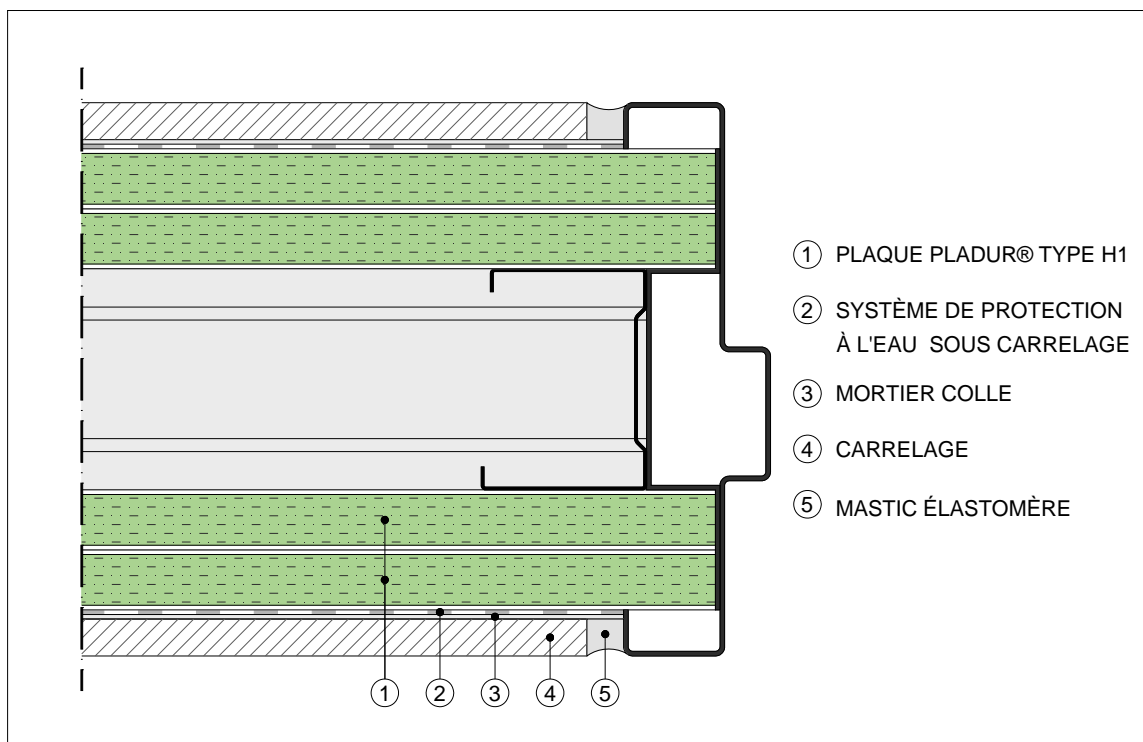 1 PLAQUE PLADUR® TYPE H1
2 SYSTÈME DE PROTECTION
À L'EAU SOUS CARRELAGE
3 MORTIER COLLE
4 CARRELAGE
5 MASTIC ÉLASTOMÈRE
1 2 3 4 5